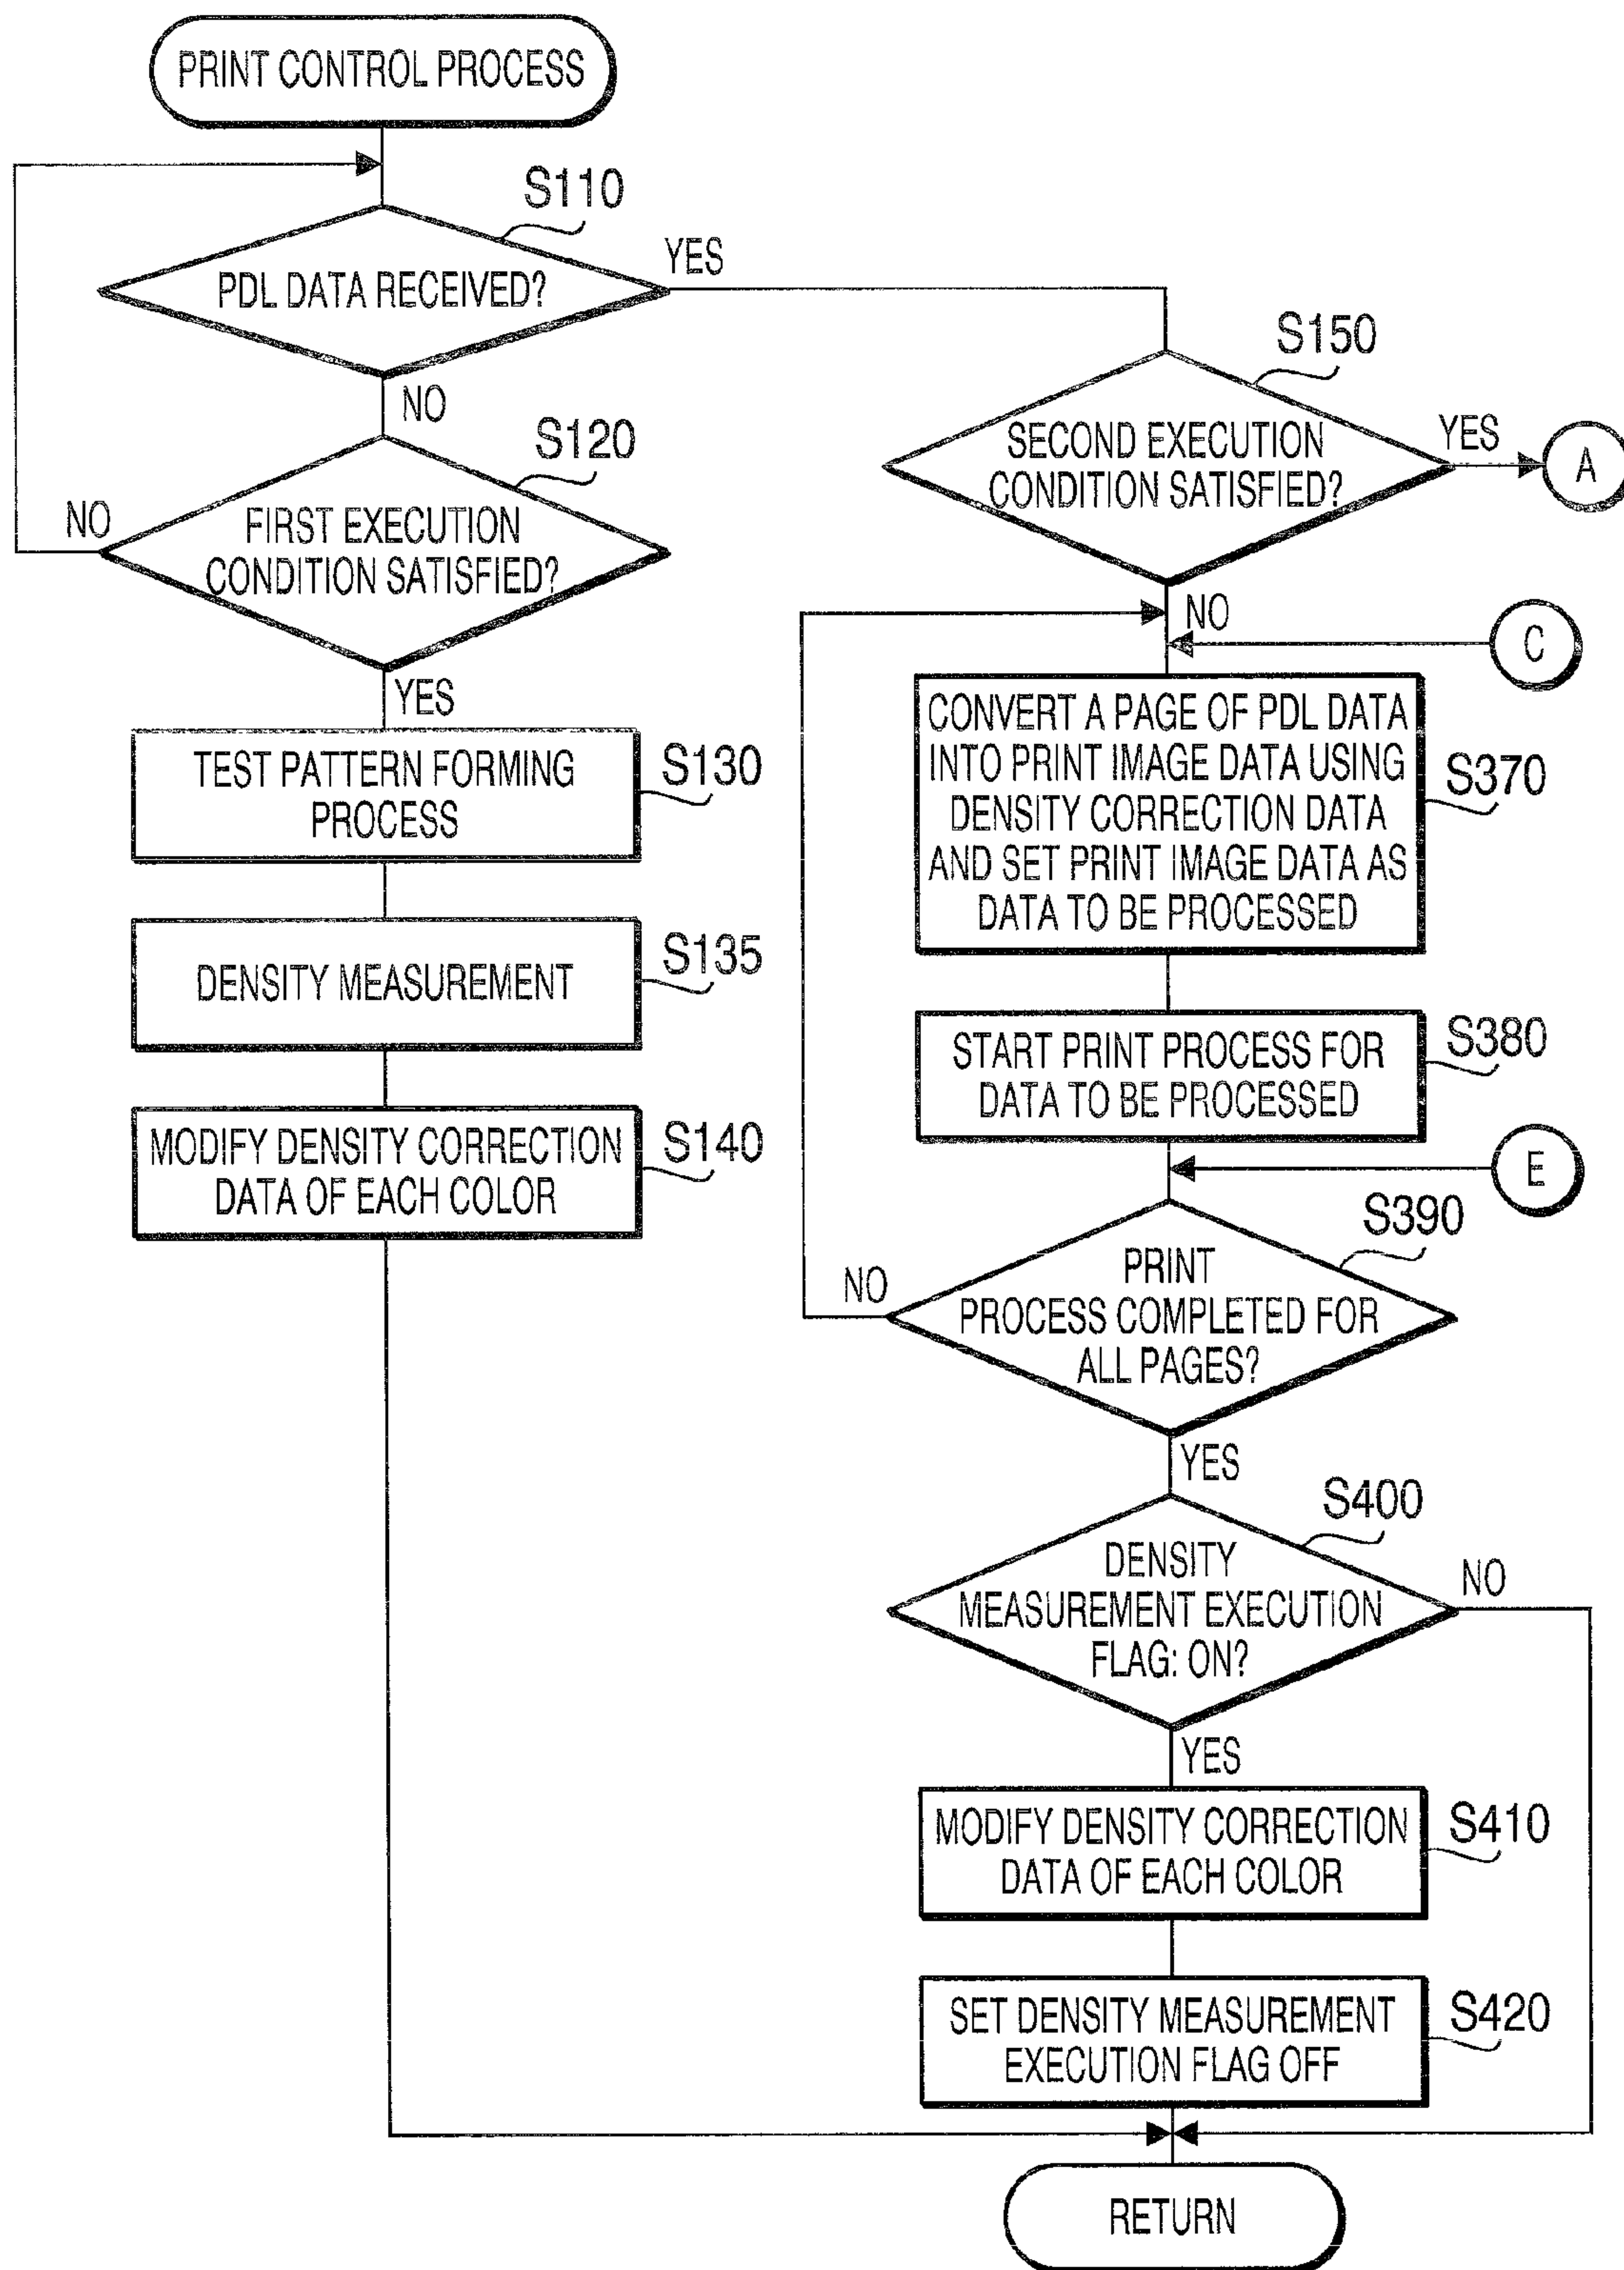 PRINT CONTROL PROCESS
S110
PDL DATA RECEIVED?
YES
NO
S120
FIRST EXECUTION
CONDITION SATISFIED?
NO
YES
TEST PATTERN FORMING
PROCESS
S130
DENSITY MEASUREMENT
S135
MODIFY DENSITY CORRECTION
DATA OF EACH COLOR
S140
S150
SECOND EXECUTION
CONDITION SATISFIED?
YES
A
NO
C
CONVERT A PAGE OF PDL DATA
INTO PRINT IMAGE DATA USING
DENSITY CORRECTION DATA
AND SET PRINT IMAGE DATA AS
DATA TO BE PROCESSED
S370
START PRINT PROCESS FOR
DATA TO BE PROCESSED
S380
E
S390
PRINT
PROCESS COMPLETED FOR
ALL PAGES?
NO
YES
S400
DENSITY
MEASUREMENT EXECUTION
FLAG: ON?
NO
YES
MODIFY DENSITY CORRECTION
DATA OF EACH COLOR
S410
SET DENSITY MEASUREMENT
EXECUTION FLAG OFF
S420
RETURN